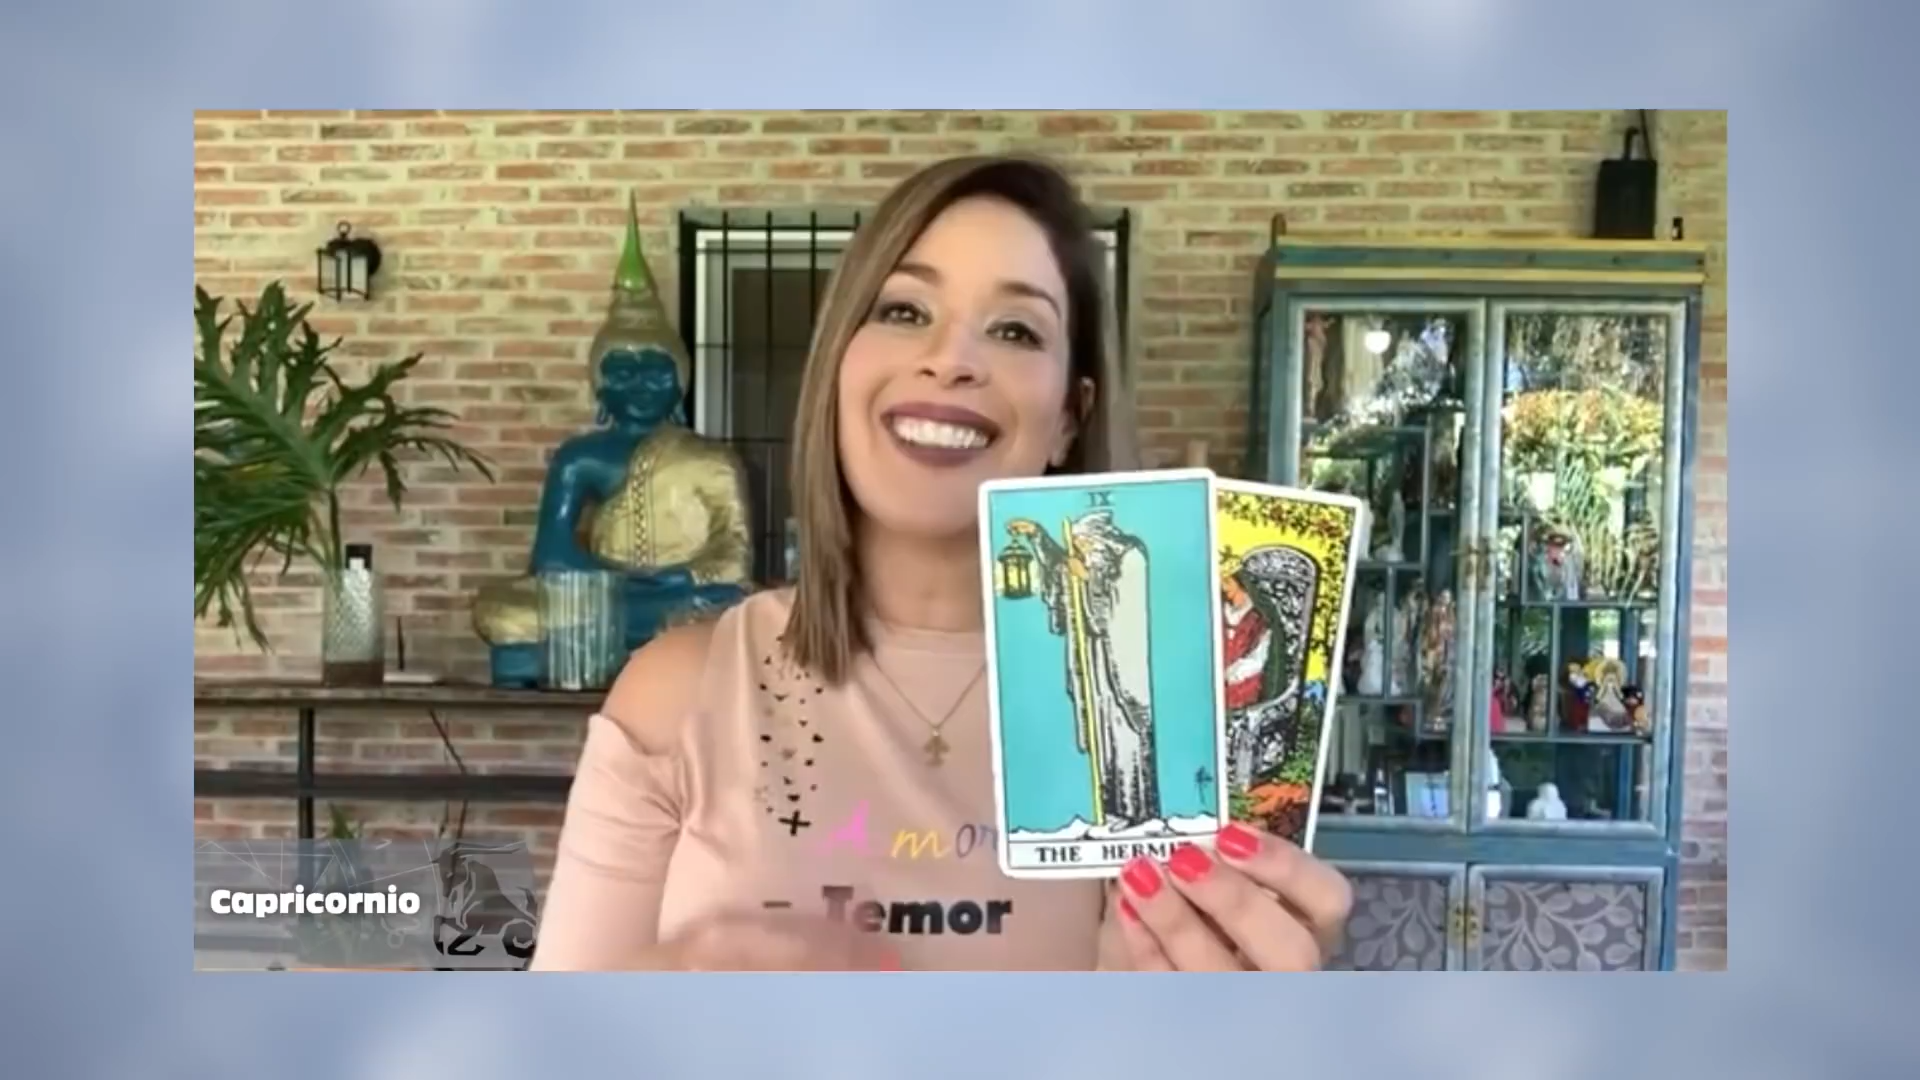 IX
THE HERMIT
+ Amor
- Temor
Capricornio